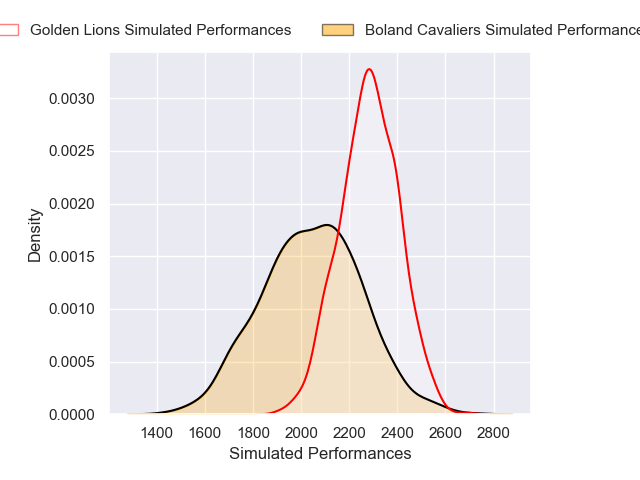 Golden Lions Simulated Performances
Boland Cavaliers Simulated Performance
0.0030
0.0025
0.0020
0.0015
0.0010
0.0005
0.0000
Density
1400 1600 1800 2000 2200 2400 2600 2800
Simulated Performances